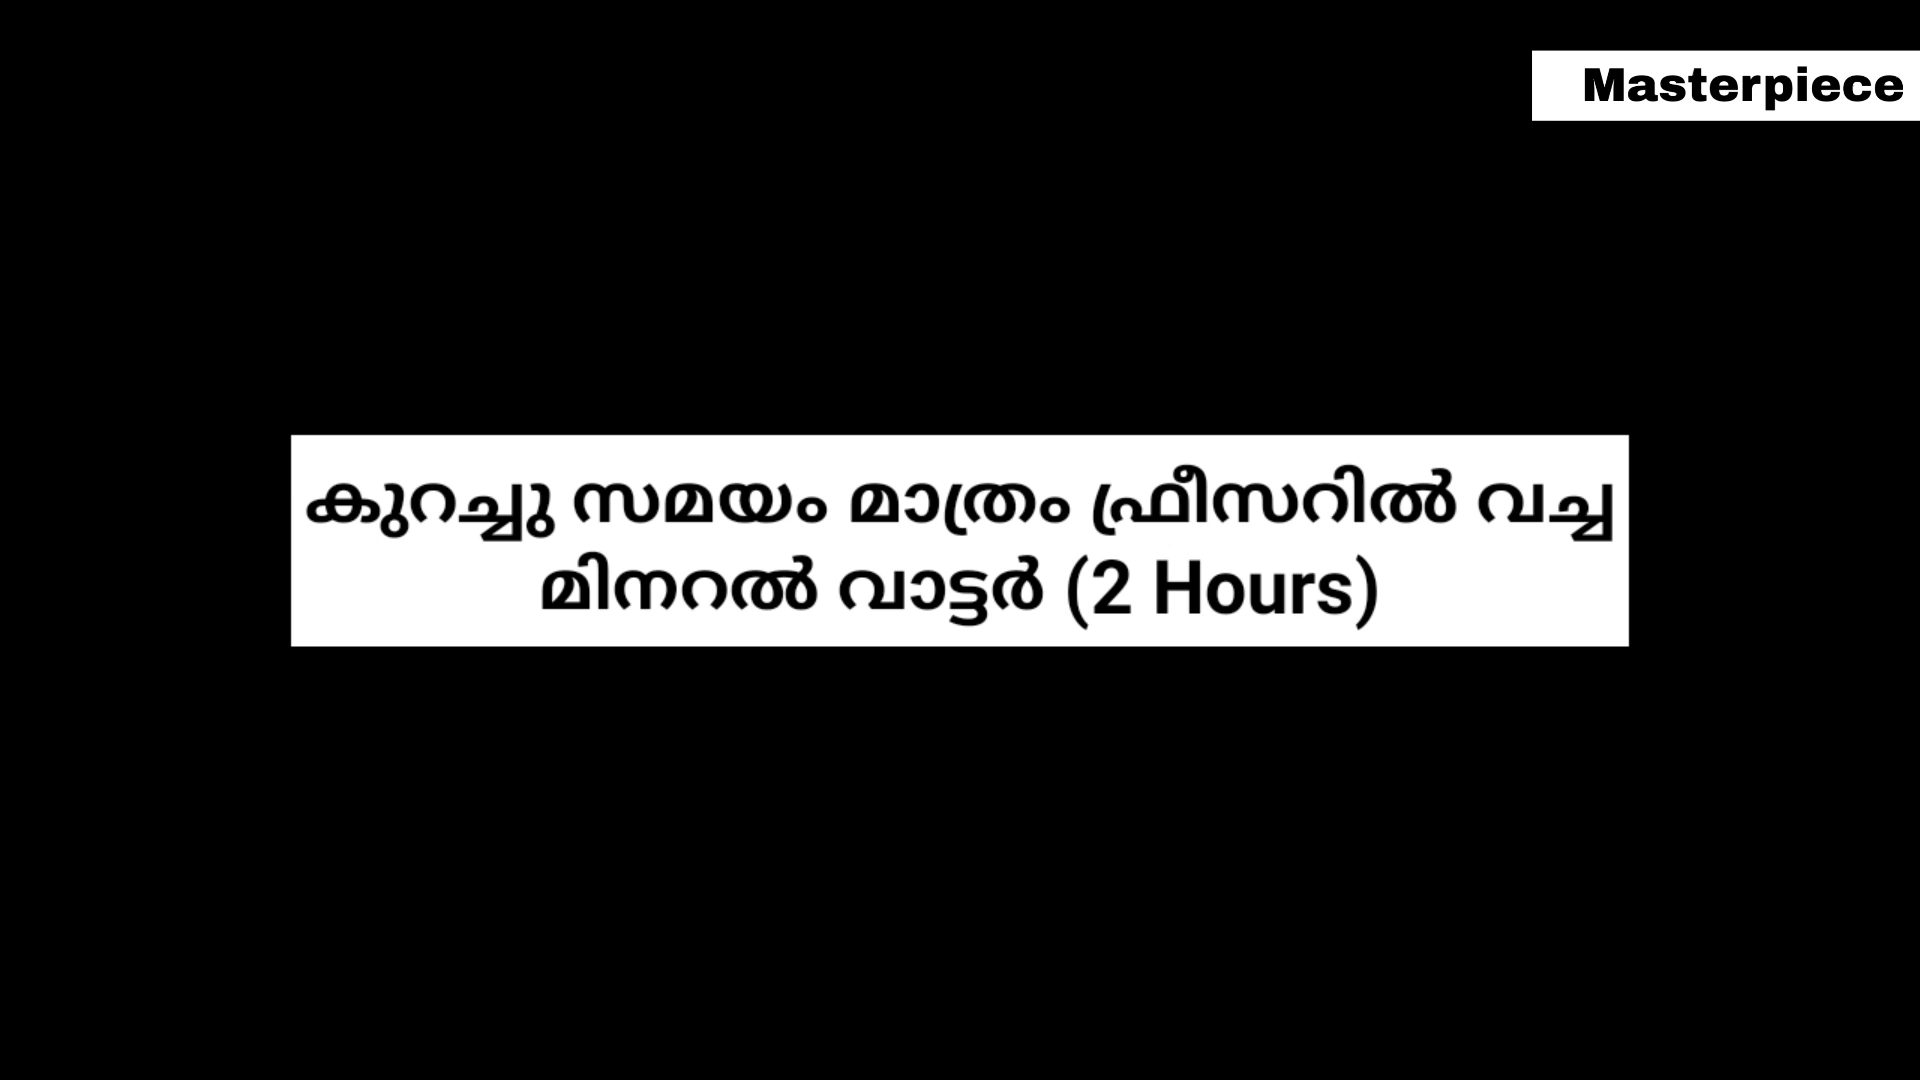 Masterpiece
കുറച്ചു സമയം മാത്രം ഫ്രീസറിൽ വച്ച
മിനറൽ വാട്ടർ (2 Hours)